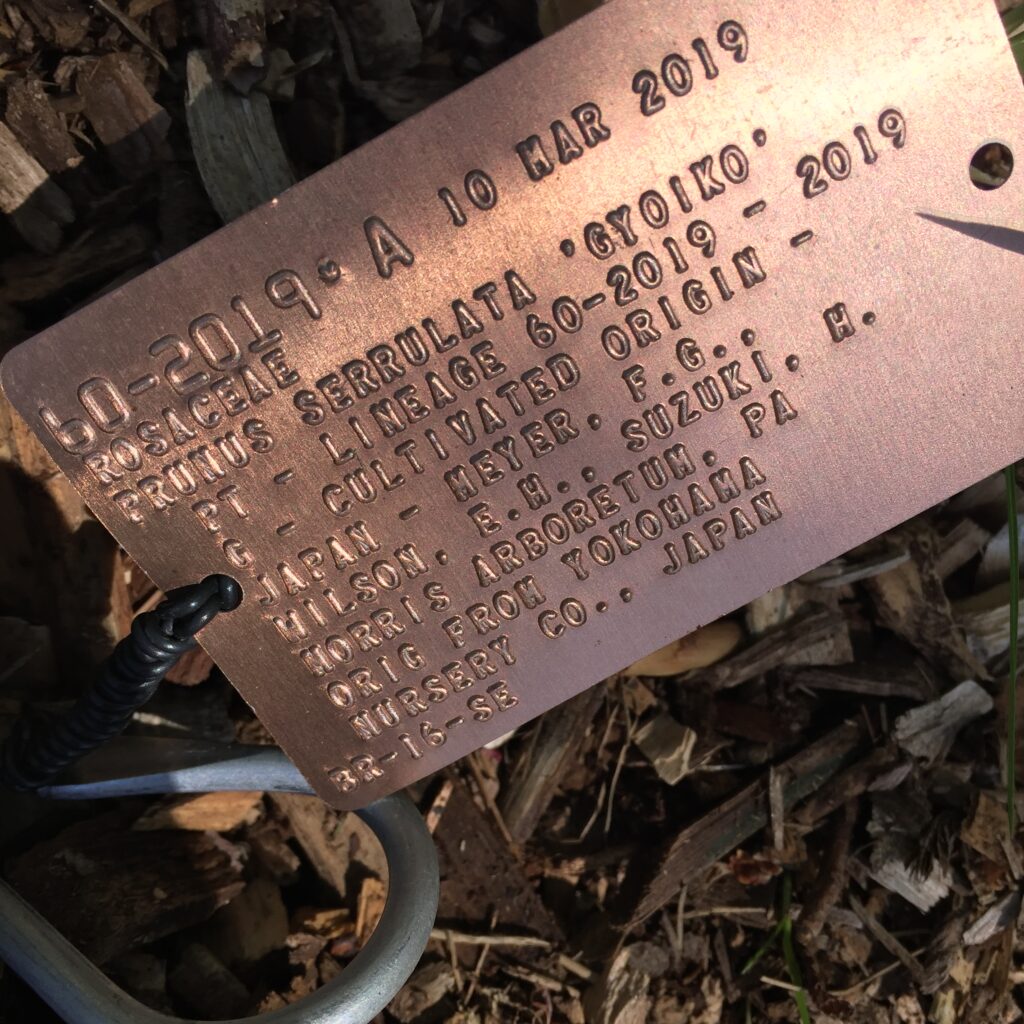 60-2019*A 10 MAR 2019
ROSACEAE
PRUNUS SERRULATA 'GYOIKO'
PT - LINEAGE 60-2019 - 2019
G - CULTIVATED ORIGIN -
JAPAN - MEYER, F.G.,
WILSON, E.H., SUZUKI, H.
MORRIS ARBORETUM, PA
ORIG FROM YOKOHAMA
NURSERY CO., JAPAN
BR-16-SE